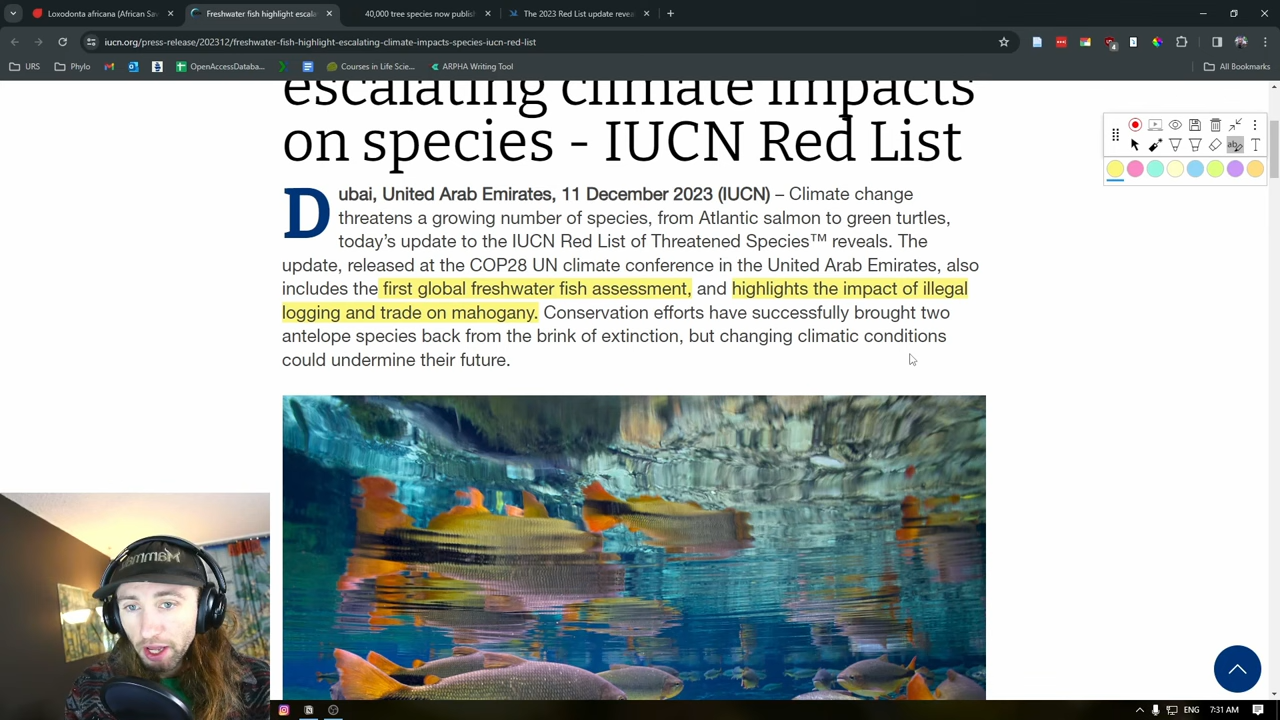 Loxodonta africana (African Sav
Freshwater fish highlight escala
40,000 tree species now publish
The 2023 Red List update revea
iucn.org/press-release/202312/freshwater-fish-highlight-escalating-climate-impacts-species-iucn-red-list
URS
Phylo
OpenAccessDataba...
Courses in Life Scie...
ARPHA Writing Tool
All Bookmarks
escalating climate impacts
on species - IUCN Red List
Dubai, United Arab Emirates, 11 December 2023 (IUCN) – Climate change
threatens a growing number of species, from Atlantic salmon to green turtles,
today’s update to the IUCN Red List of Threatened Species™ reveals. The
update, released at the COP28 UN climate conference in the United Arab Emirates, also
includes the first global freshwater fish assessment, and highlights the impact of illegal
logging and trade on mahogany. Conservation efforts have successfully brought two
antelope species back from the brink of extinction, but changing climatic conditions
could undermine their future.
ENG
7:31 AM